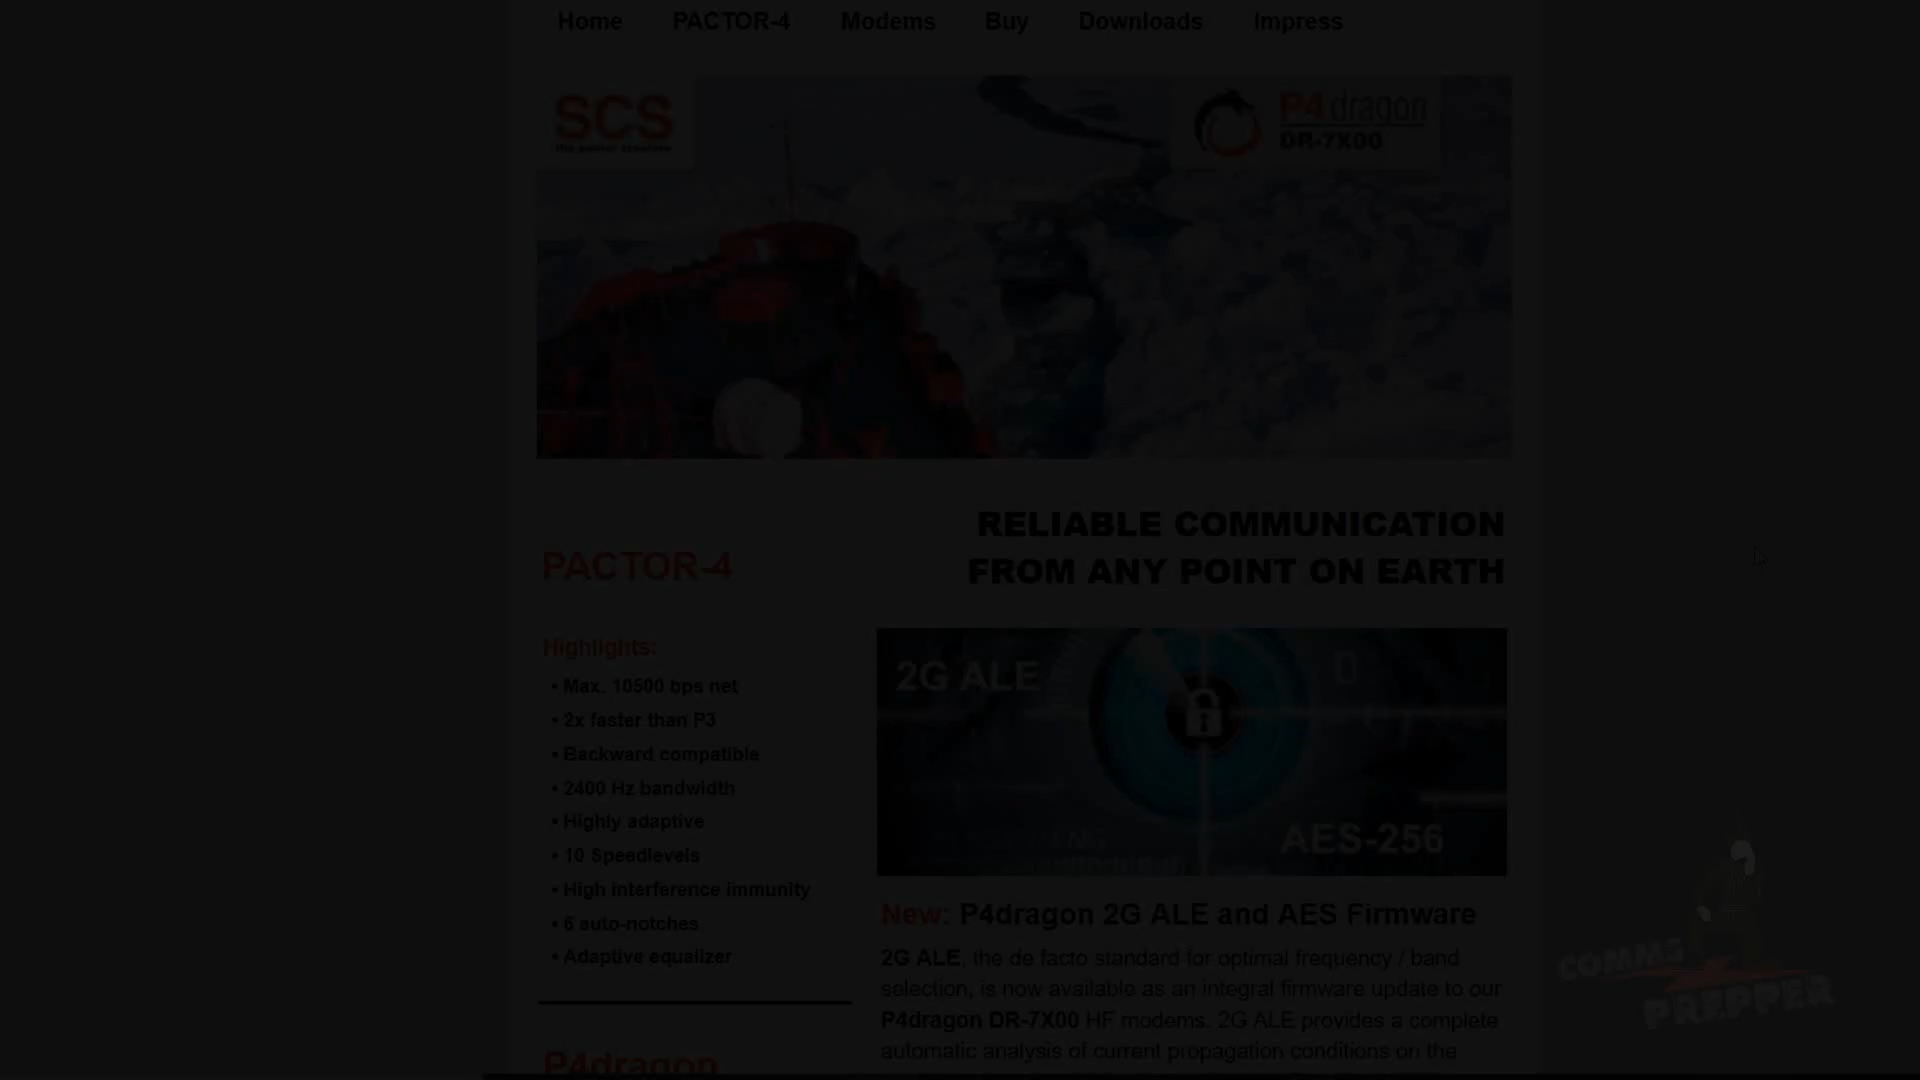 Home PACTOR-4 Modems Buy Downloads Impress
SCS
the pactor creators
P4dragon
DR-7X00
RELIABLE COMMUNICATION
FROM ANY POINT ON EARTH
PACTOR-4
Highlights:
• Max. 10500 bps net
• 2x faster than P3
• Backward compatible
• 2400 Hz bandwidth
• Highly adaptive
• 10 Speedlevels
• High interference immunity
• 6 auto-notches
• Adaptive equalizer
P4dragon
2G ALE
AES-256
New: P4dragon 2G ALE and AES Firmware
2G ALE, the de facto standard for optimal frequency / band
selection, is now available as an integral firmware update to our
P4dragon DR-7X00 HF modems. 2G ALE provides a complete
automatic analysis of current propagation conditions on the
COMMS
PREPPER